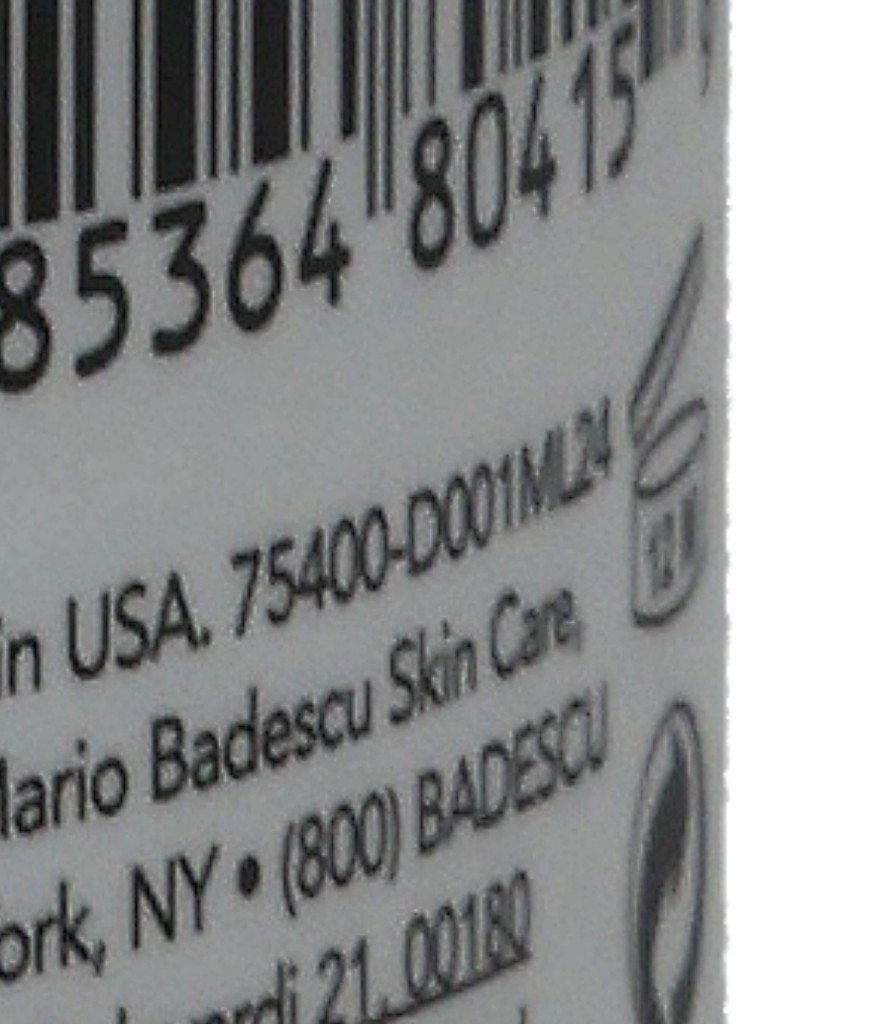 85364 80415
in USA. 75400-D001ML24
12 M
Mario Badescu Skin Care,
York, NY • (800) BADESCU
21, 00180